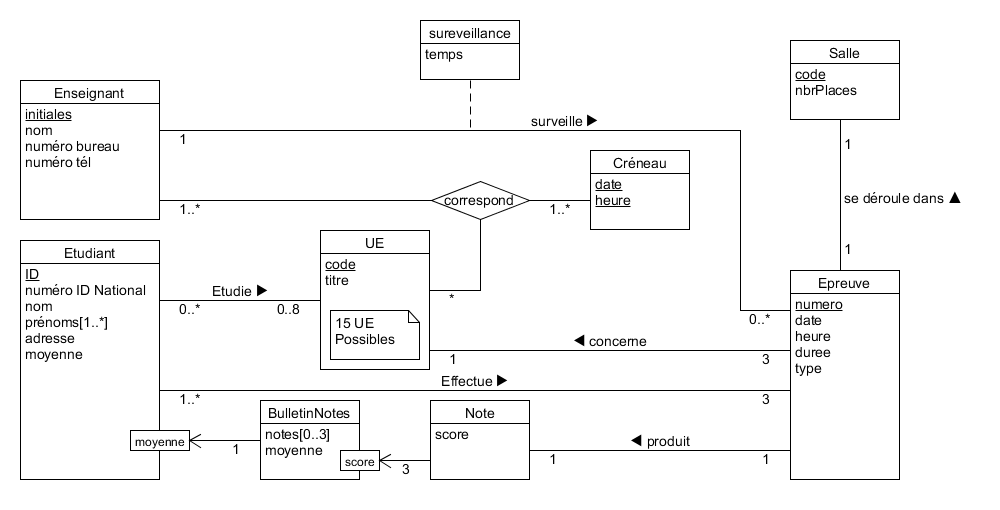 sureveillance
temps
Salle
code
nbrPlaces
Enseignant
initiales
nom
numéro bureau
numéro tél
surveille ▶
1
1
Créneau
date
heure
correspond
1..*
1..*
se déroule dans ▲
1
Etudiant
ID
numéro ID National
nom
prénoms[1..*]
adresse
moyenne
UE
code
titre
15 UE
Possibles
Etudie ▶
0..*
0..8
*
Epreuve
numero
date
heure
duree
type
0..*
◀ concerne
1
3
Effectue ▶
1..*
3
BulletinNotes
notes[0..3]
moyenne
Note
score
◀ produit
1
1
moyenne
1
score
3